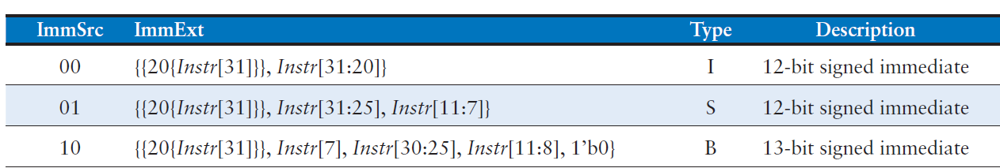 ImmSrc ImmExt Type Description
00 {{20{Instr[31]}}, Instr[31:20]} I 12-bit signed immediate
01 {{20{Instr[31]}}, Instr[31:25], Instr[11:7]} S 12-bit signed immediate
10 {{20{Instr[31]}}, Instr[7], Instr[30:25], Instr[11:8], 1’b0} B 13-bit signed immediate